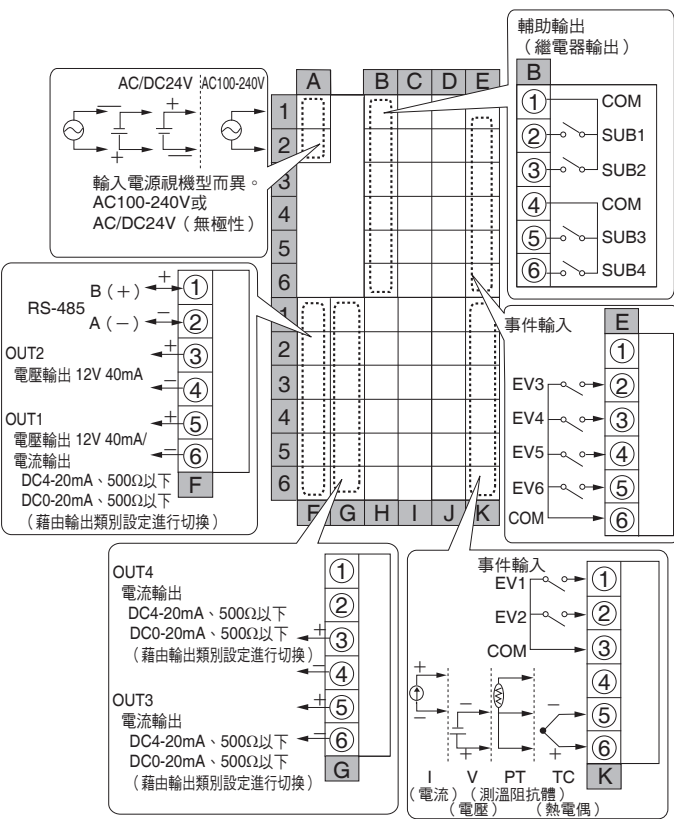 輔助輸出
（繼電器輸出）
B
① COM
② SUB1
③ SUB2
④ COM
⑤ SUB3
⑥ SUB4
AC/DC24V AC100-240V
+
−
+
−
輸入電源視機型而異。
AC100-240V或
AC/DC24V（無極性）
A B C D E
1
2
3
4
5
6
1
2
3
4
5
6
F G H I J K
B（+） + ①
RS-485
A（−） − ②
OUT2 + ③
電壓輸出 12V 40mA − ④
OUT1 + ⑤
電壓輸出 12V 40mA/
電流輸出 − ⑥
DC4-20mA、500Ω以下 F
DC0-20mA、500Ω以下
（藉由輸出類別設定進行切換）
事件輸入 E
①
EV3 ②
EV4 ③
EV5 ④
EV6 ⑤
COM ⑥
OUT4 ①
電流輸出 ②
DC4-20mA、500Ω以下
DC0-20mA、500Ω以下 + ③
（藉由輸出類別設定進行切換）
− ④
OUT3 + ⑤
電流輸出
DC4-20mA、500Ω以下 − ⑥
DC0-20mA、500Ω以下 G
（藉由輸出類別設定進行切換）
事件輸入
EV1 ①
EV2 ②
COM ③
④
+ − − ⑤
− + + ⑥
I V PT TC K
（電流）（測溫阻抗體）
（電壓） （熱電偶）